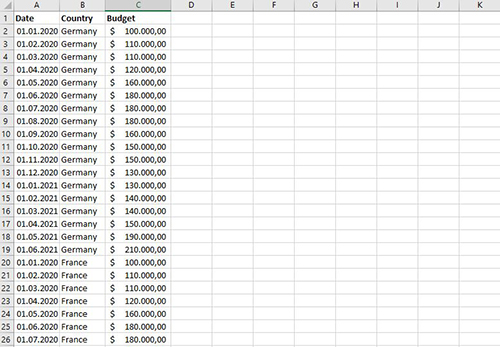 A B C D E F G H I J K
1 Date Country Budget
2 01.01.2020 Germany $ 100.000,00
3 01.02.2020 Germany $ 110.000,00
4 01.03.2020 Germany $ 110.000,00
5 01.04.2020 Germany $ 120.000,00
6 01.05.2020 Germany $ 160.000,00
7 01.06.2020 Germany $ 180.000,00
8 01.07.2020 Germany $ 180.000,00
9 01.08.2020 Germany $ 180.000,00
10 01.09.2020 Germany $ 160.000,00
11 01.10.2020 Germany $ 150.000,00
12 01.11.2020 Germany $ 150.000,00
13 01.12.2020 Germany $ 130.000,00
14 01.01.2021 Germany $ 130.000,00
15 01.02.2021 Germany $ 140.000,00
16 01.03.2021 Germany $ 140.000,00
17 01.04.2021 Germany $ 150.000,00
18 01.05.2021 Germany $ 190.000,00
19 01.06.2021 Germany $ 210.000,00
20 01.01.2020 France $ 100.000,00
21 01.02.2020 France $ 110.000,00
22 01.03.2020 France $ 110.000,00
23 01.04.2020 France $ 120.000,00
24 01.05.2020 France $ 160.000,00
25 01.06.2020 France $ 180.000,00
26 01.07.2020 France $ 180.000,00